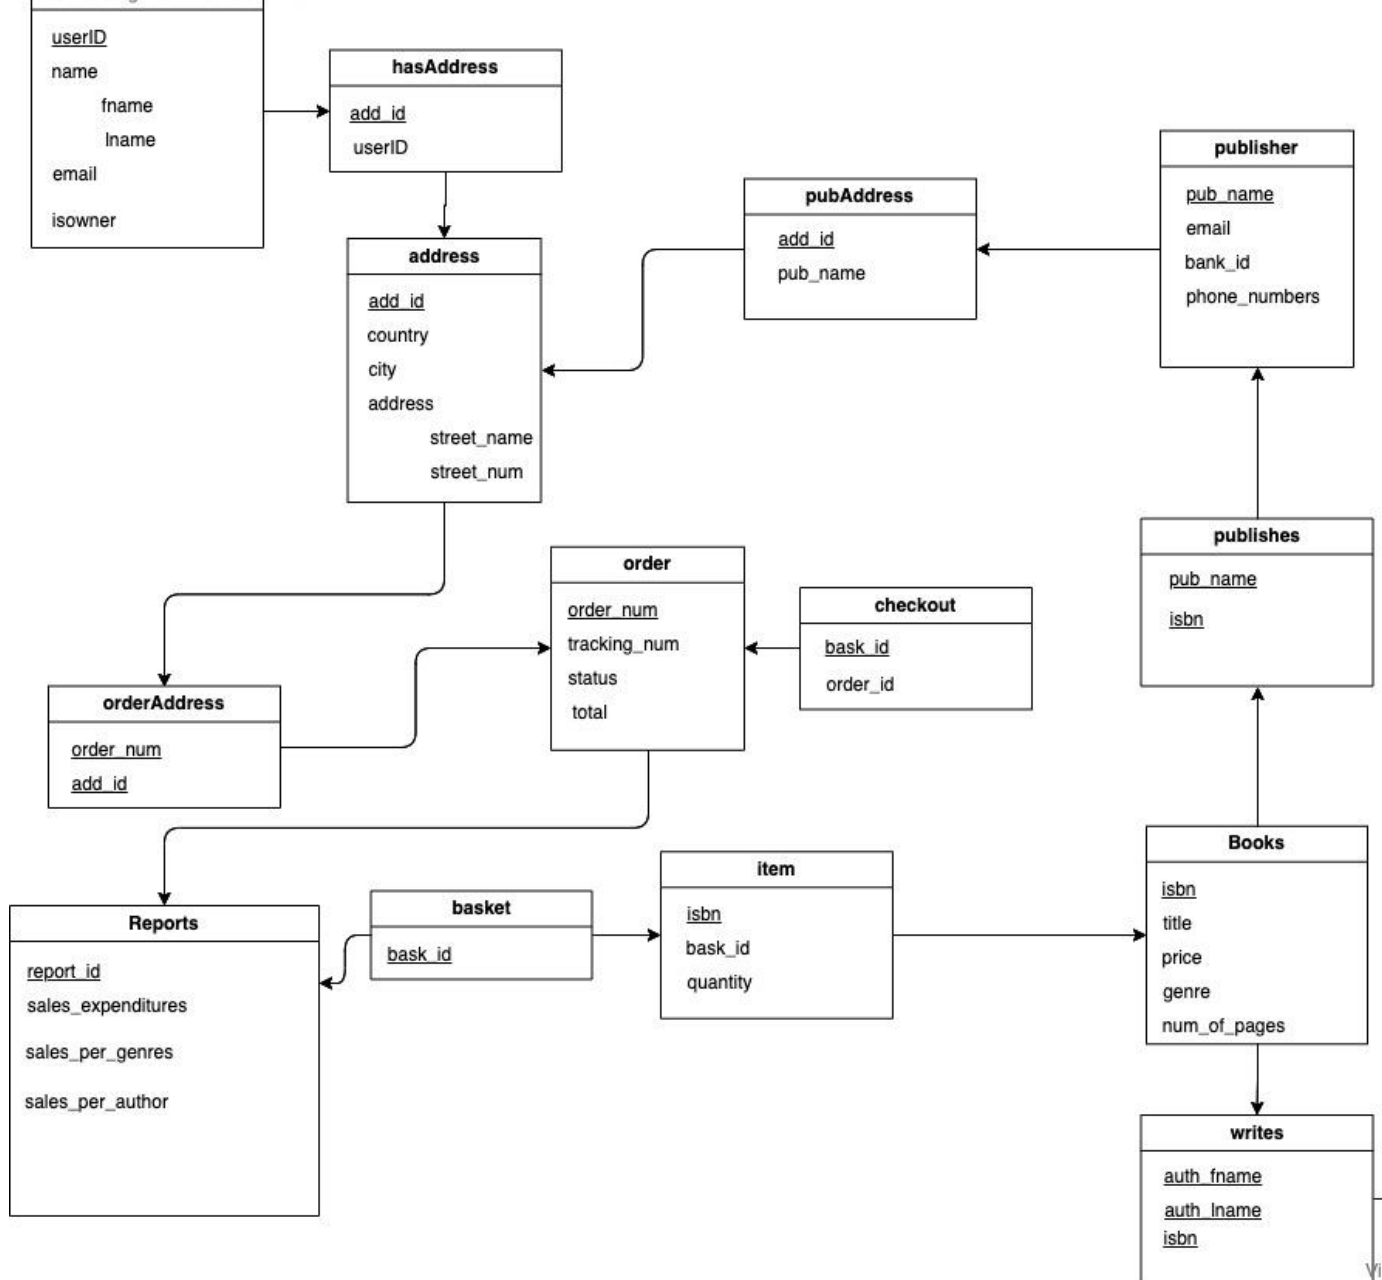 userID
name
fname
lname
email
isowner
hasAddress
add_id
userID
address
add_id
country
city
address
street_name
street_num
pubAddress
add_id
pub_name
publisher
pub_name
email
bank_id
phone_numbers
publishes
pub_name
isbn
order
order_num
tracking_num
status
total
checkout
bask_id
order_id
orderAddress
order_num
add_id
Reports
report_id
sales_expenditures
sales_per_genres
sales_per_author
basket
bask_id
item
isbn
bask_id
quantity
Books
isbn
title
price
genre
num_of_pages
writes
auth_fname
auth_lname
isbn